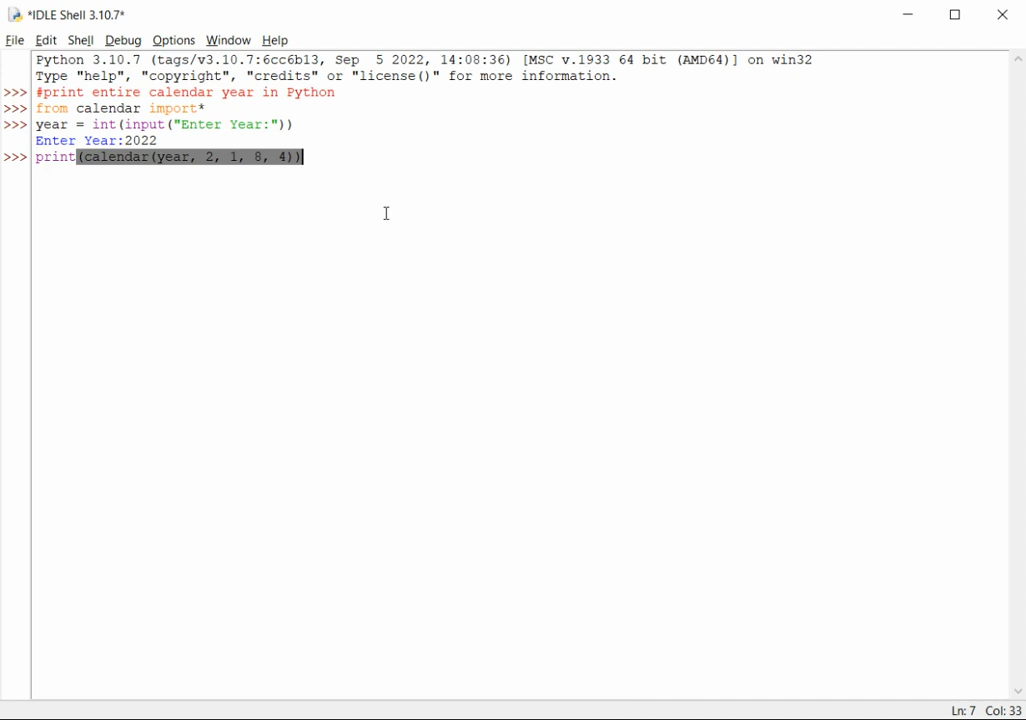 *IDLE Shell 3.10.7*
File Edit Shell Debug Options Window Help
Python 3.10.7 (tags/v3.10.7:6cc6b13, Sep  5 2022, 14:08:36) [MSC v.1933 64 bit (AMD64)] on win32
Type "help", "copyright", "credits" or "license()" for more information.
>>> #print entire calendar year in Python
>>> from calendar import*
>>> year = int(input("Enter Year:"))
Enter Year:2022
>>> print(calendar(year, 2, 1, 8, 4))
Ln: 7 Col: 33